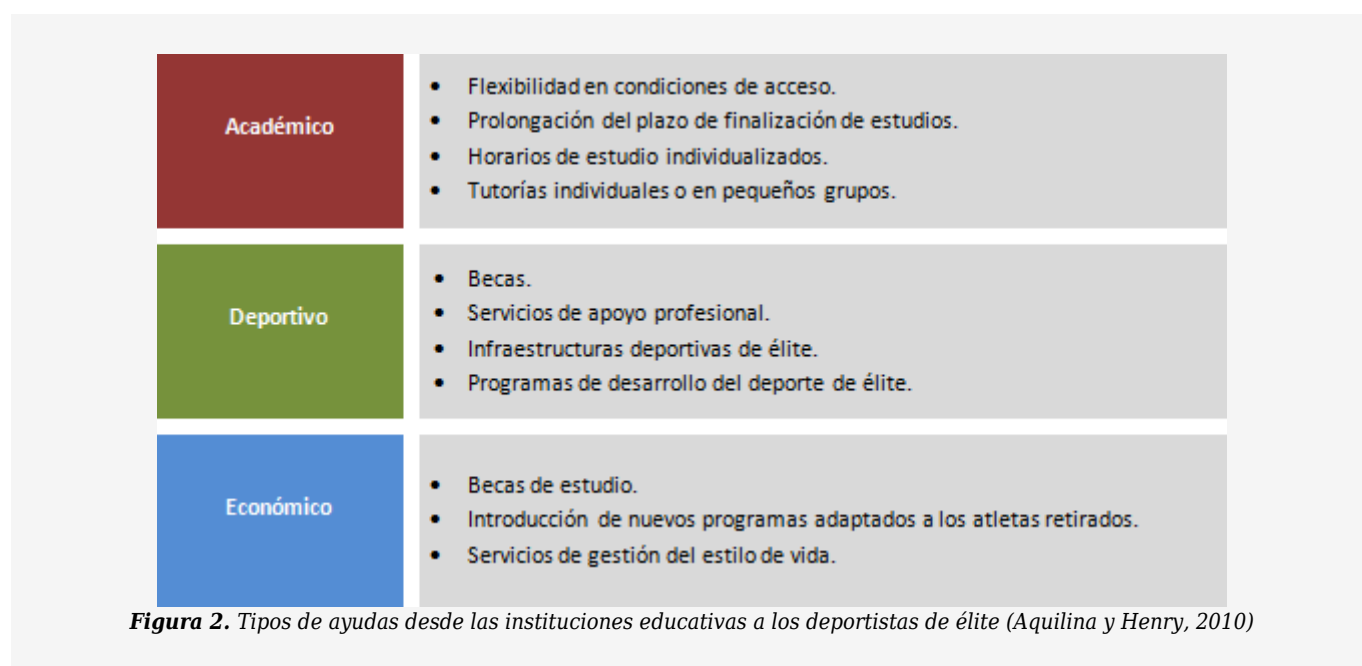 Académico
• Flexibilidad en condiciones de acceso.
• Prolongación del plazo de finalización de estudios.
• Horarios de estudio individualizados.
• Tutorías individuales o en pequeños grupos.
Deportivo
• Becas.
• Servicios de apoyo profesional.
• Infraestructuras deportivas de élite.
• Programas de desarrollo del deporte de élite.
Económico
• Becas de estudio.
• Introducción de nuevos programas adaptados a los atletas retirados.
• Servicios de gestión del estilo de vida.
Figura 2. Tipos de ayudas desde las instituciones educativas a los deportistas de élite (Aquilina y Henry, 2010)